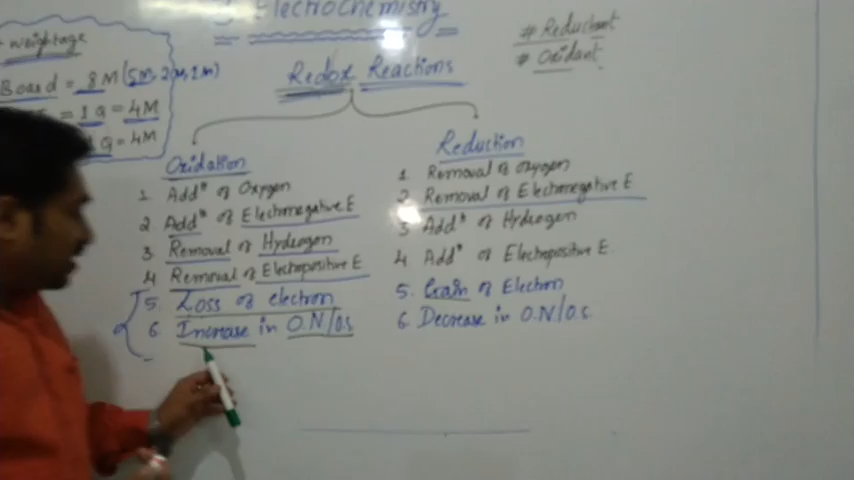 Electrochemistry
weightage
Board = 8M (5M, 2M, 1M)
= 1Q = 4M
Q = 4M
# Reductant
# Oxidant
Redox Reactions
Oxidation
1 Addⁿ of Oxygen
2 Addⁿ of Electronegative E
3 Removal of Hydrogen
4 Removal of Electropositive E
5. Loss of electron
6. Increase in O.N/O.S
Reduction
1 Removal of Oxygen
2 Removal of Electronegative E
3 Addⁿ of Hydrogen
4 Addⁿ of Electropositive E.
5. Gain of Electron
6. Decrease in O.N/O.S.